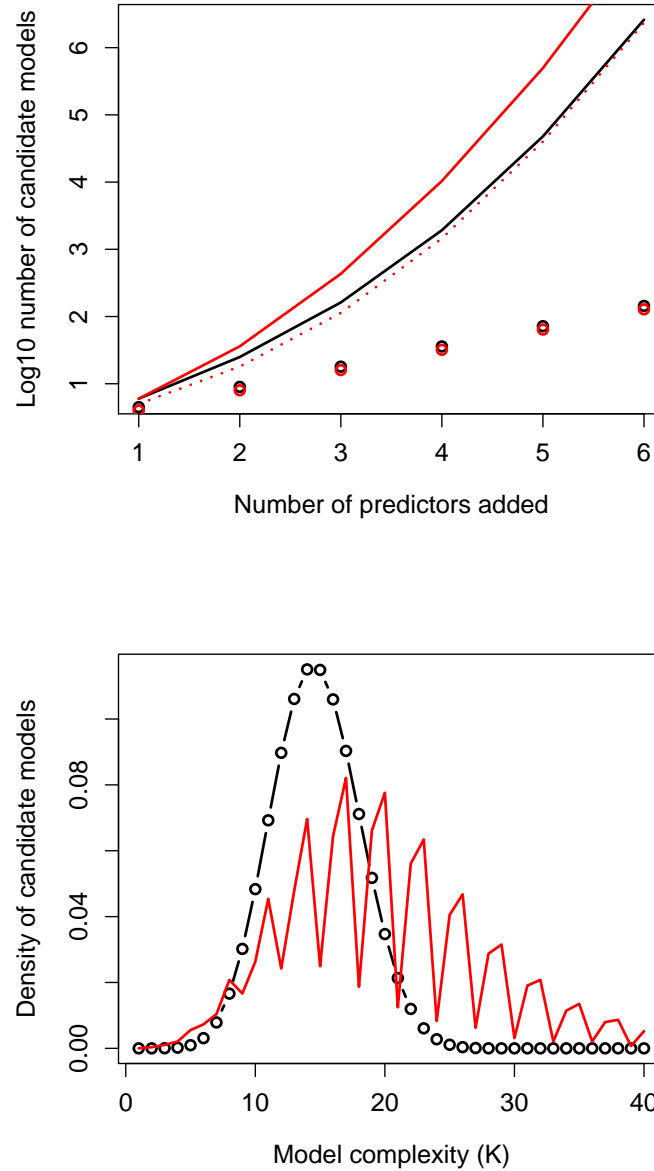 Log10 number of candidate models
6
5
4
3
2
1
1 2 3 4 5 6
Number of predictors added
Density of candidate models
0.08
0.04
0.00
0 10 20 30 40
Model complexity (K)